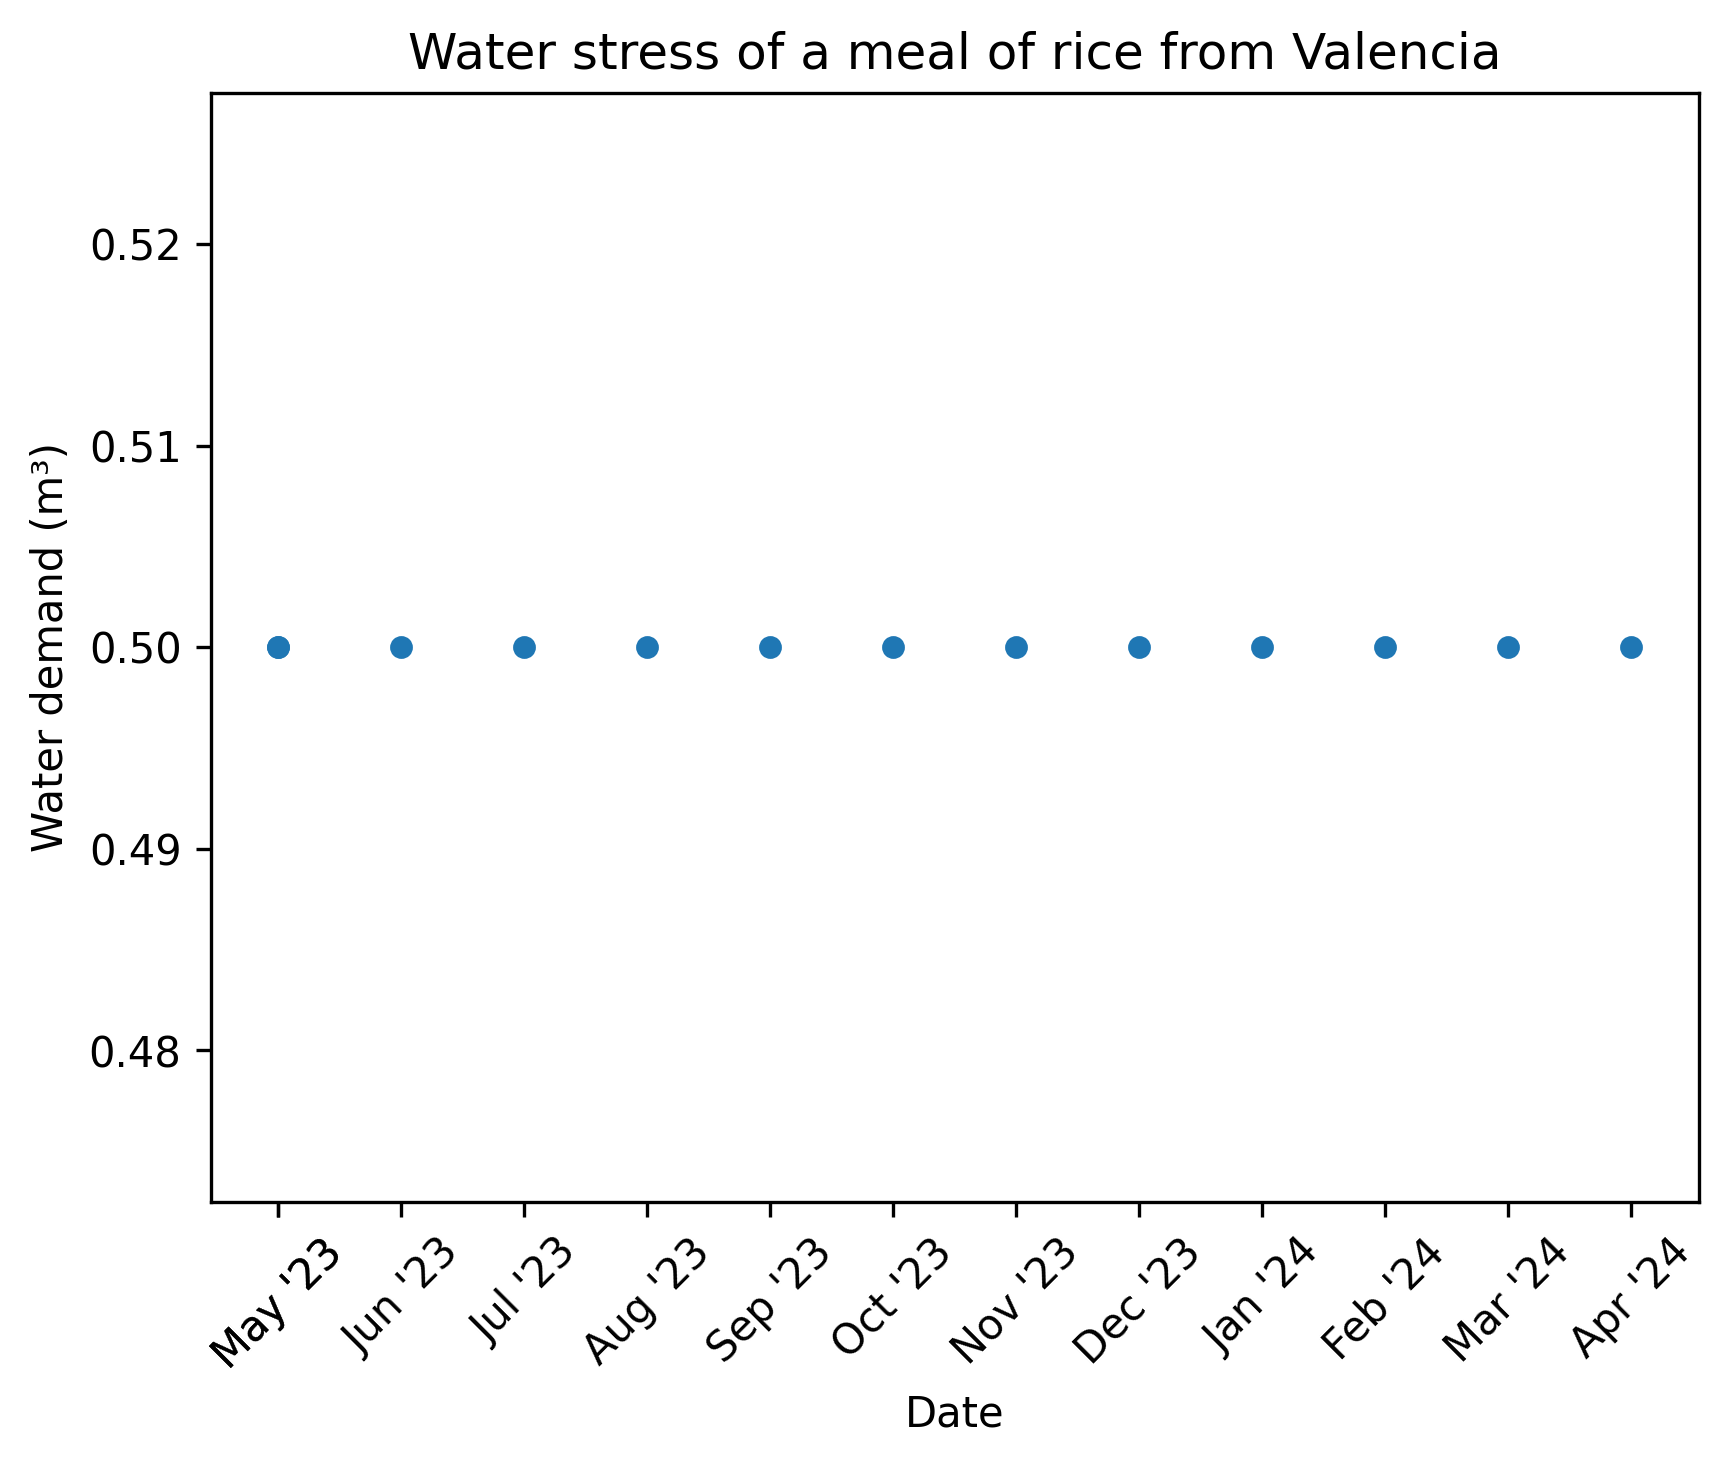 Water stress of a meal of rice from Valencia
Water demand (m³)
0.52
0.51
0.50
0.49
0.48
May '23
Jun '23
Jul '23
Aug '23
Sep '23
Oct '23
Nov '23
Dec '23
Jan '24
Feb '24
Mar '24
Apr '24
Date